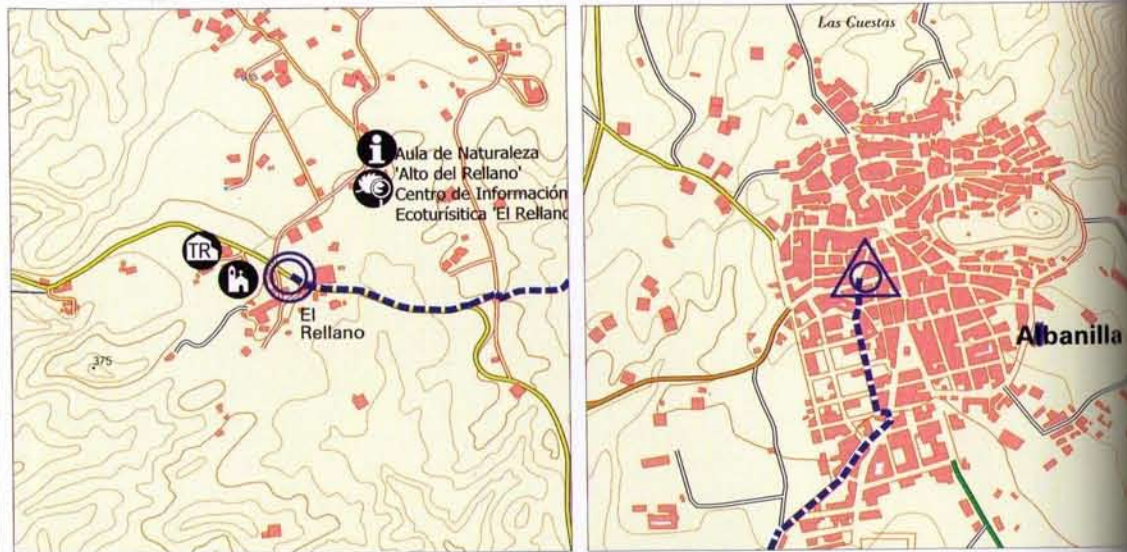 i Aula de Naturaleza
'Alto del Rellano'
Centro de Información
Ecoturísitica 'El Rellano
TR
El
Rellano
375
Las Cuestas
Albanilla